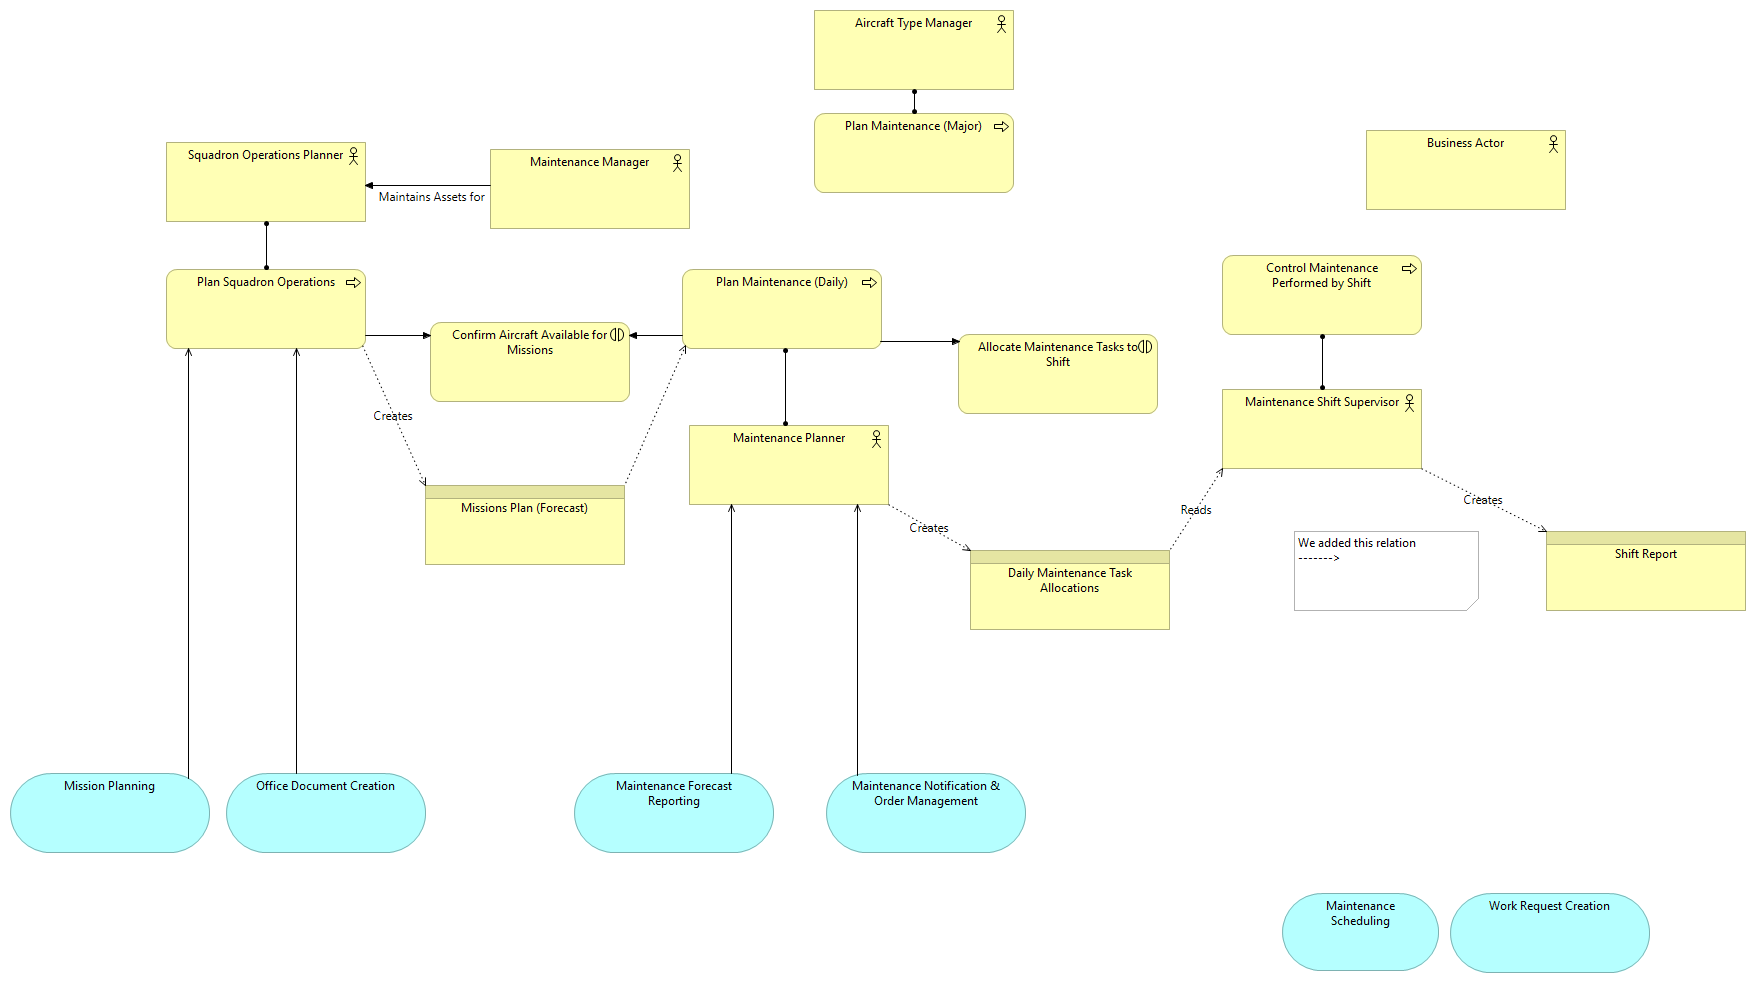 Aircraft Type Manager
Plan Maintenance (Major)
Business Actor
Squadron Operations Planner
Maintenance Manager
Maintains Assets for
Plan Squadron Operations
Plan Maintenance (Daily)
Control Maintenance
Performed by Shift
Confirm Aircraft Available for
Missions
Allocate Maintenance Tasks to
Shift
Creates
Maintenance Planner
Maintenance Shift Supervisor
Missions Plan (Forecast)
Creates
Reads
Creates
We added this relation
------->
Shift Report
Daily Maintenance Task
Allocations
Mission Planning
Office Document Creation
Maintenance Forecast
Reporting
Maintenance Notification &
Order Management
Maintenance
Scheduling
Work Request Creation